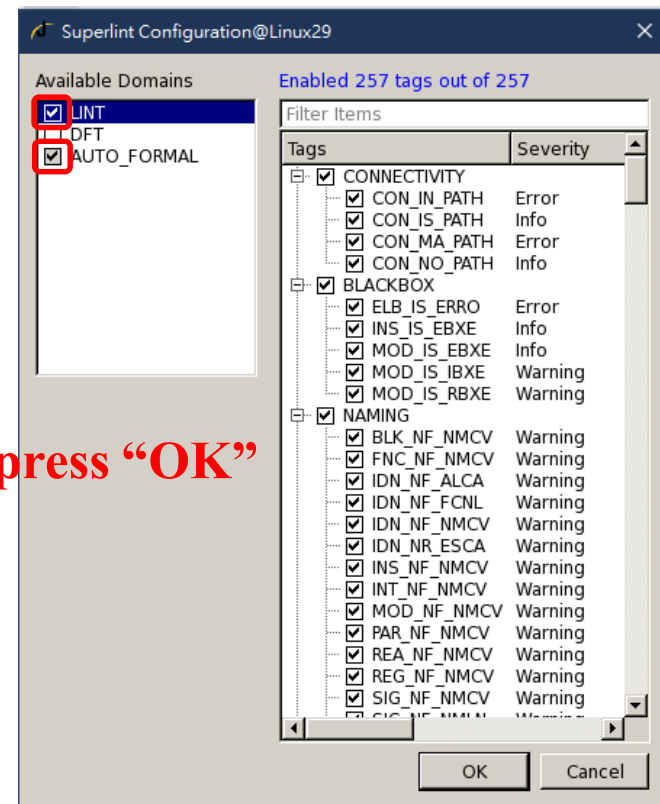 Superlint Configuration@Linux29
Available Domains
LINT
DFT
AUTO_FORMAL
press “OK”
Enabled 257 tags out of 257
Filter Items
Tags Severity
CONNECTIVITY
CON_IN_PATH Error
CON_IS_PATH Info
CON_MA_PATH Error
CON_NO_PATH Info
BLACKBOX
ELB_IS_ERRO Error
INS_IS_EBXE Info
MOD_IS_EBXE Info
MOD_IS_IBXE Warning
MOD_IS_RBXE Warning
NAMING
BLK_NF_NMCV Warning
FNC_NF_NMCV Warning
IDN_NF_ALCA Warning
IDN_NF_FCNL Warning
IDN_NF_NMCV Warning
IDN_NR_ESCA Warning
INS_NF_NMCV Warning
INT_NF_NMCV Warning
MOD_NF_NMCV Warning
PAR_NF_NMCV Warning
REA_NF_NMCV Warning
REG_NF_NMCV Warning
SIG_NF_NMCV Warning
OK Cancel